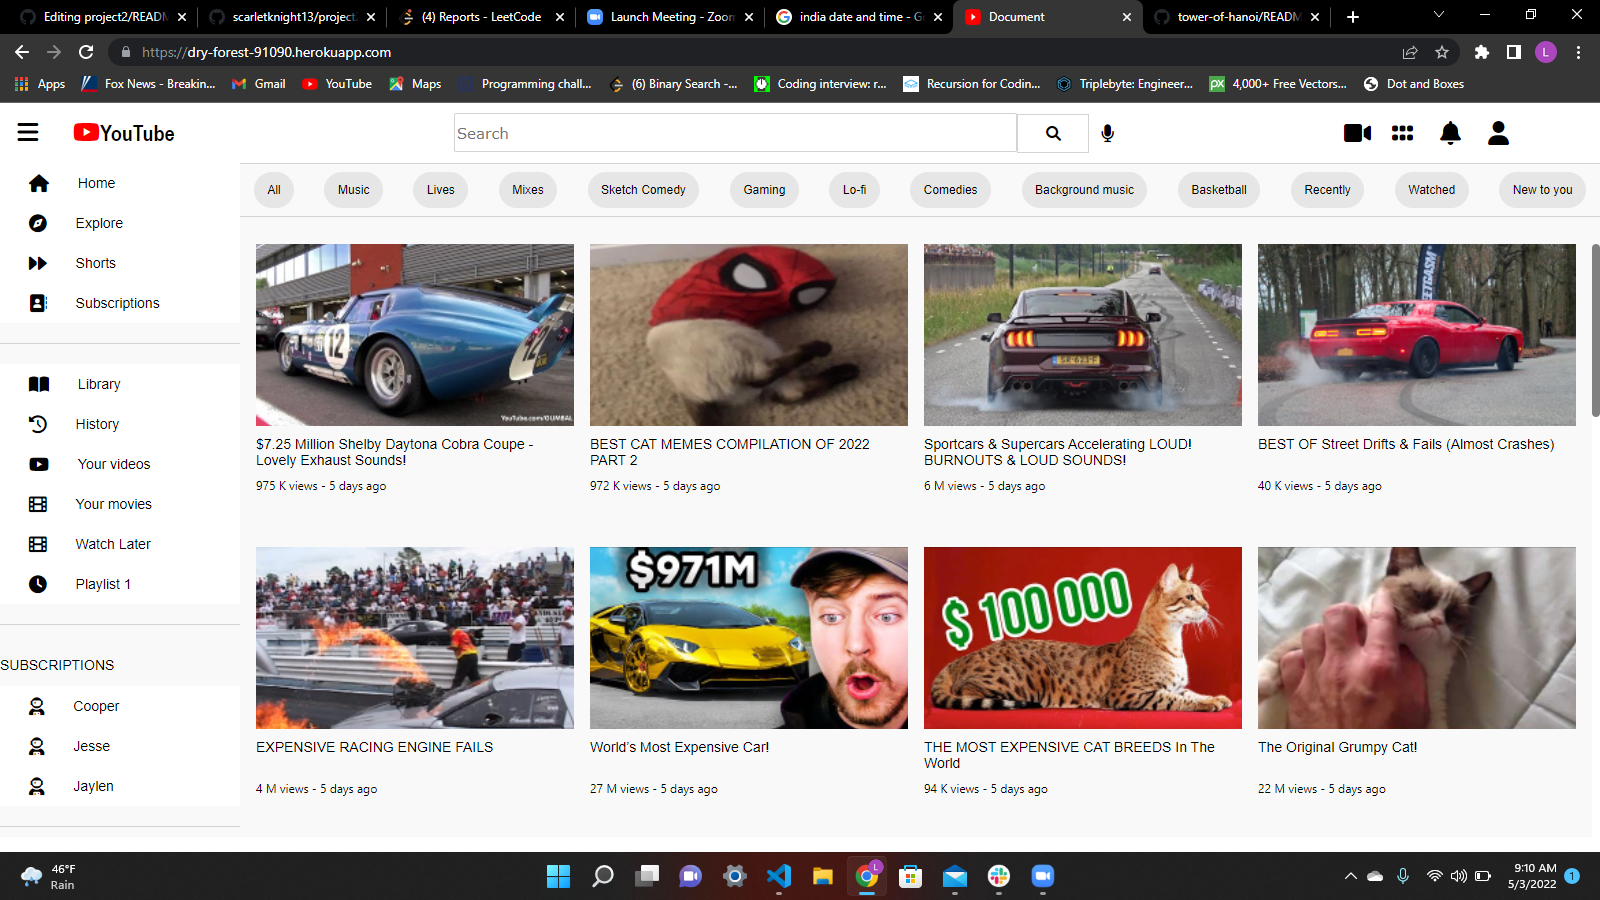 Editing project2/READM
scarletknight13/project
(4) Reports - LeetCode
Launch Meeting - Zoom
india date and time - G
Document
tower-of-hanoi/READM
https://dry-forest-91090.herokuapp.com
L
Apps
Fox News - Breakin...
Gmail
YouTube
Maps
Programming chall...
(6) Binary Search -...
Coding interview: r...
Recursion for Codin...
Triplebyte: Engineer...
px
4,000+ Free Vectors...
Dot and Boxes
YouTube
Search
Home
Explore
Shorts
Subscriptions
Library
History
Your videos
Your movies
Watch Later
Playlist 1
SUBSCRIPTIONS
Cooper
Jesse
Jaylen
All
Music
Lives
Mixes
Sketch Comedy
Gaming
Lo-fi
Comedies
Background music
Basketball
Recently
Watched
New to you
12
12
YouTube.com/GUMBAL
$7.25 Million Shelby Daytona Cobra Coupe -
Lovely Exhaust Sounds!
975 K views - 5 days ago
BEST CAT MEMES COMPILATION OF 2022
PART 2
972 K views - 5 days ago
Sportcars & Supercars Accelerating LOUD!
BURNOUTS & LOUD SOUNDS!
6 M views - 5 days ago
BEST OF Street Drifts & Fails (Almost Crashes)
40 K views - 5 days ago
EXPENSIVE RACING ENGINE FAILS
4 M views - 5 days ago
$971M
World's Most Expensive Car!
27 M views - 5 days ago
$ 100 000
THE MOST EXPENSIVE CAT BREEDS In The
World
94 K views - 5 days ago
The Original Grumpy Cat!
22 M views - 5 days ago
46°F
Rain
L
9:10 AM
5/3/2022
1